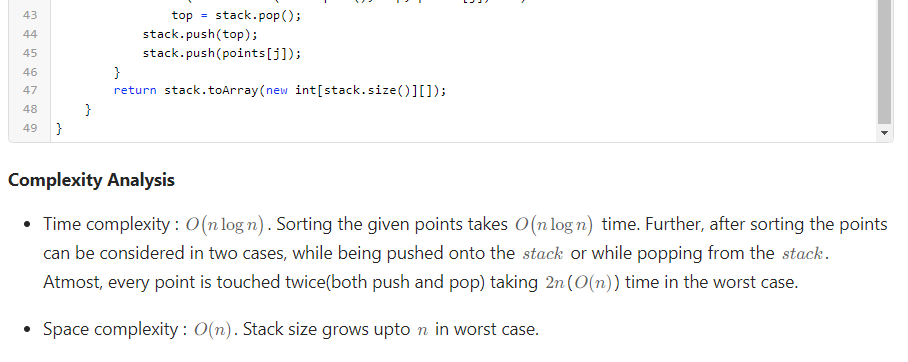 43 top = stack.pop();
44 stack.push(top);
45 stack.push(points[j]);
46 }
47 return stack.toArray(new int[stack.size()][]);
48 }
49 }
Complexity Analysis
• Time complexity : O(n log n). Sorting the given points takes O(n log n) time. Further, after sorting the points
can be considered in two cases, while being pushed onto the stack or while popping from the stack.
Atmost, every point is touched twice(both push and pop) taking 2n(O(n)) time in the worst case.
• Space complexity : O(n). Stack size grows upto n in worst case.